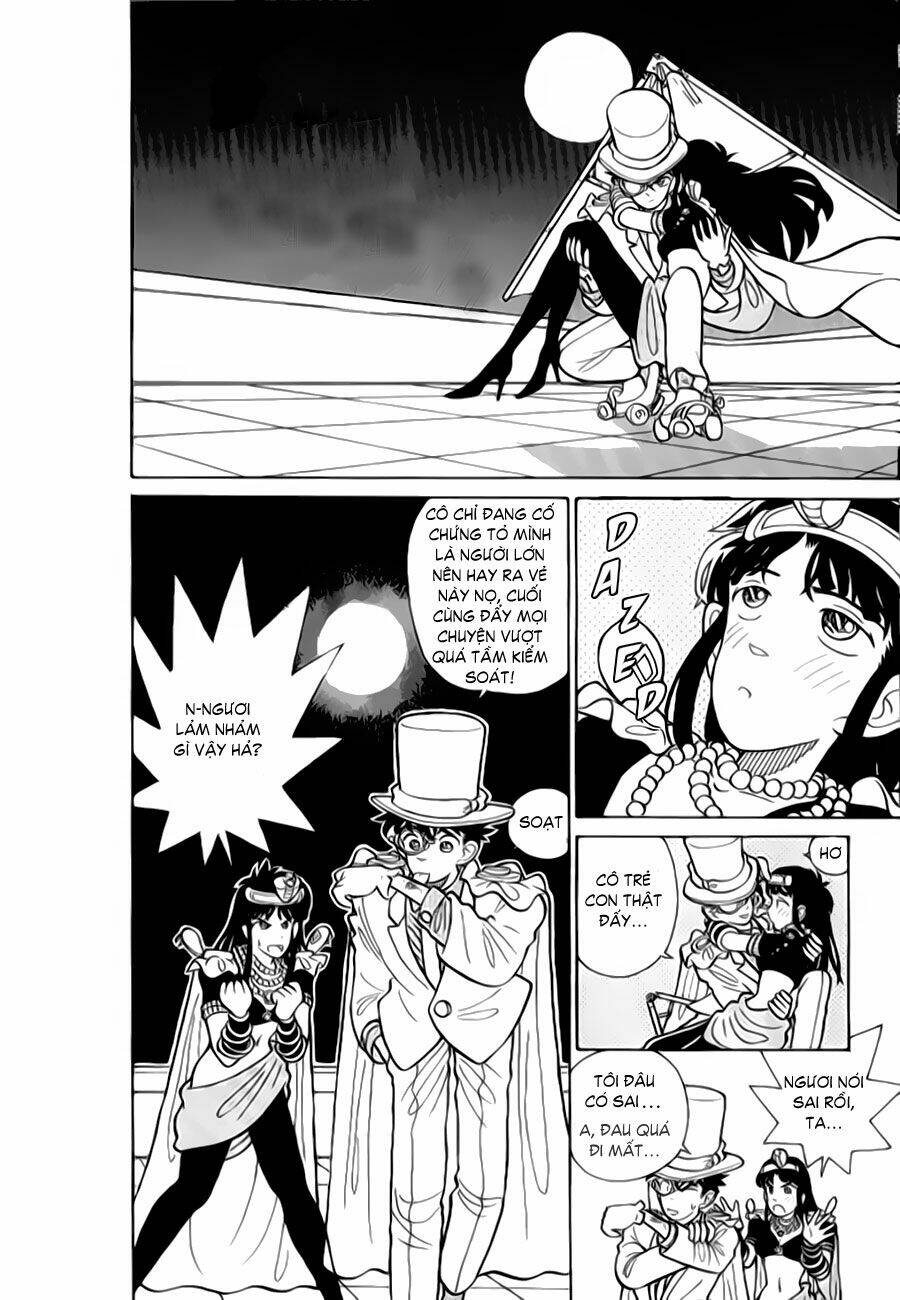 DAZED
HƠ
CÔ TRẺ
CON THẬT
ĐẤY...
NGƯƠI NÓI
SAI RỒI,
TA...
TÔI ĐÂU
CÓ SAI...
A, ĐAU QUÁ
ĐI MẤT...
CÔ CHỈ ĐANG CỐ
CHỨNG TỎ MÌNH
LÀ NGƯỜI LỚN
NÊN HAY RA VẺ
NÀY NỌ, CUỐI
CÙNG ĐẨY MỌI
CHUYỆN VƯỢT
QUÁ TẦM KIỂM
SOÁT!
SOẠT
N-NGƯƠI
LẢM NHẢM
GÌ VẬY HẢ?